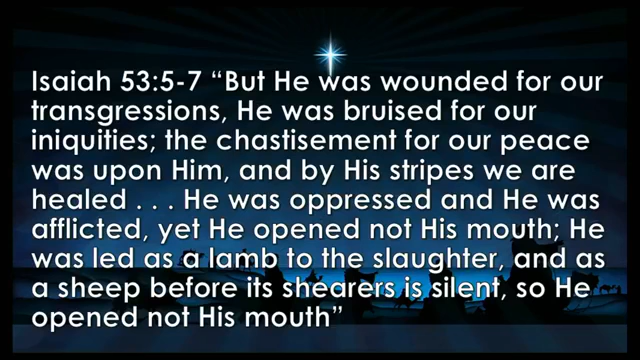 Isaiah 53:5-7 “But He was wounded for our
transgressions, He was bruised for our
iniquities; the chastisement for our peace
was upon Him, and by His stripes we are
healed . . . He was oppressed and He was
afflicted, yet He opened not His mouth; He
was led as a lamb to the slaughter, and as
a sheep before its shearers is silent, so He
opened not His mouth”